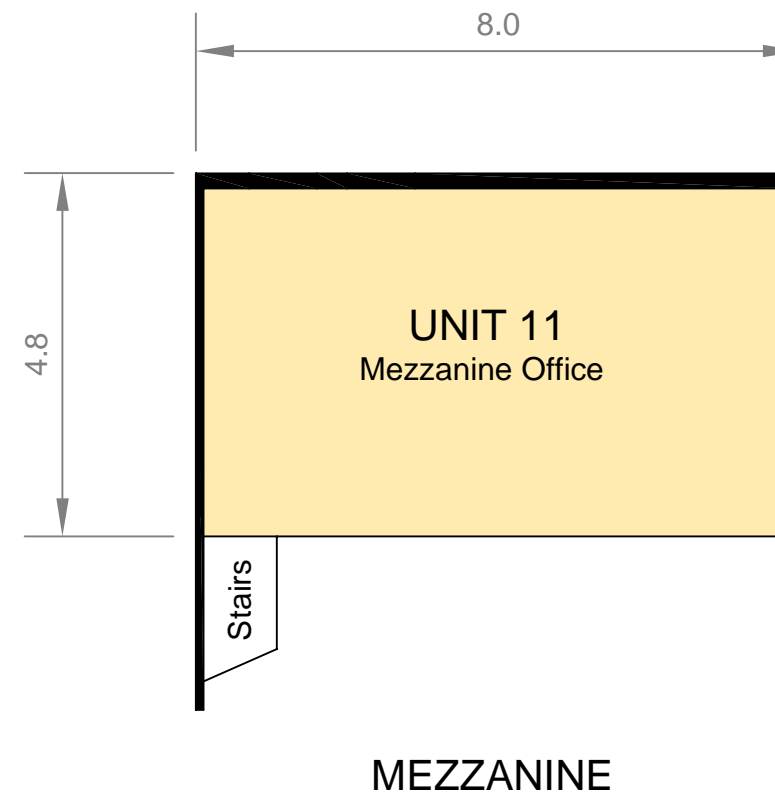 8.0
4.8
UNIT 11
Mezzanine Office
Stairs
MEZZANINE